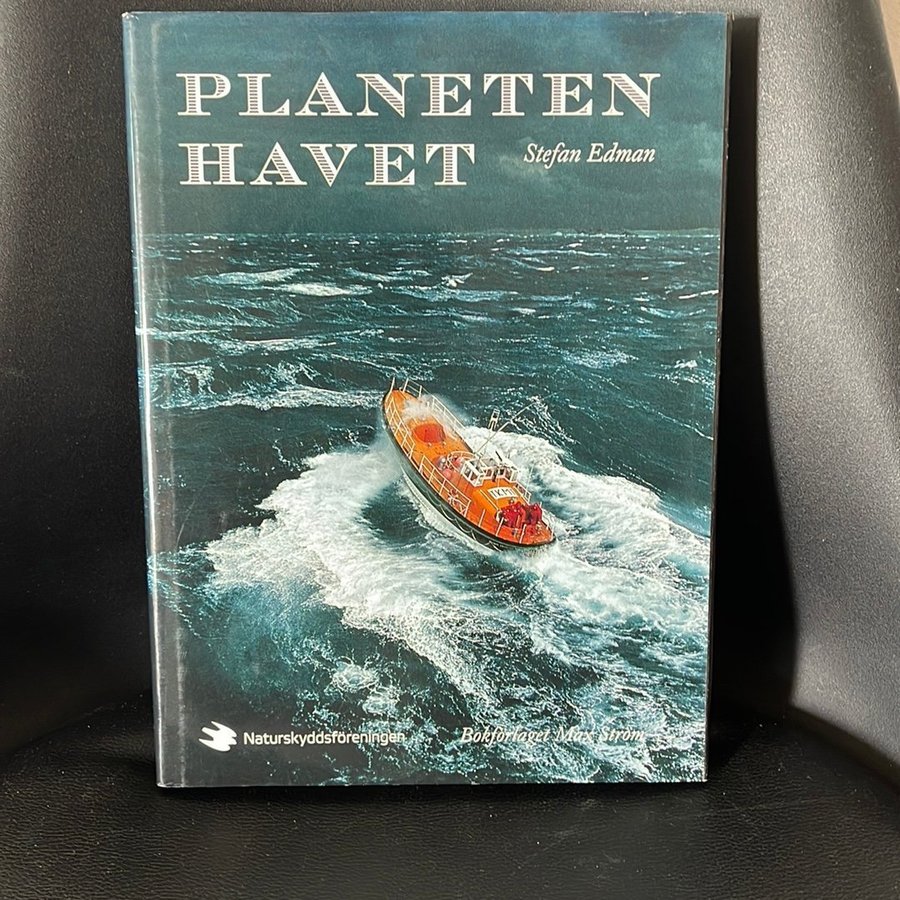 PLANETEN
HAVET
Stefan Edman
Naturskyddsföreningen
Bokförlaget Max Ström